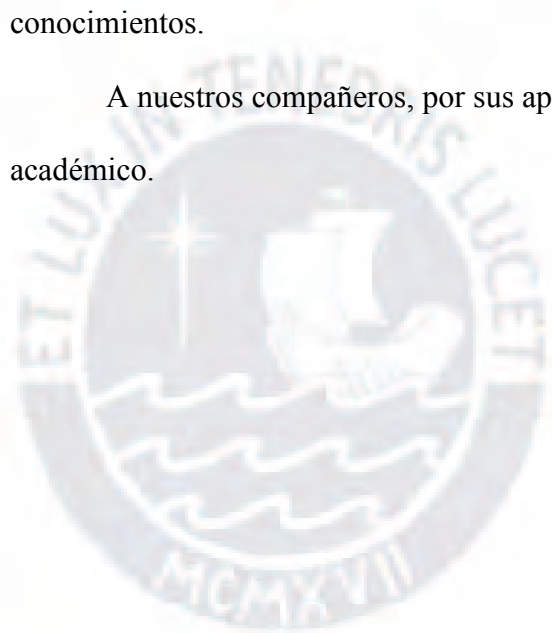 conocimientos.
A nuestros compañeros, por sus ap
académico.
ET LUX IN TENEBRIS LUCET
MCMXVII